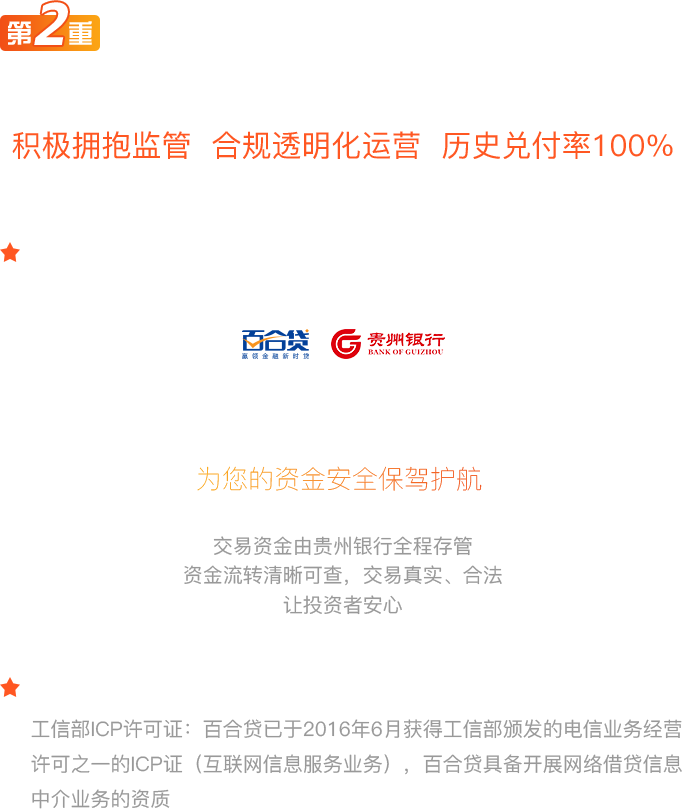 第2重
积极拥抱监管 合规透明化运营 历史兑付率100%
百合贷 贵州银行
赢领金融新时贷 BANK OF GUIZHOU
为您的资金安全保驾护航
交易资金由贵州银行全程存管
资金流转清晰可查，交易真实、合法
让投资者安心
工信部ICP许可证：百合贷已于2016年6月获得工信部颁发的电信业务经营
许可之一的ICP证（互联网信息服务业务），百合贷具备开展网络借贷信息
中介业务的资质